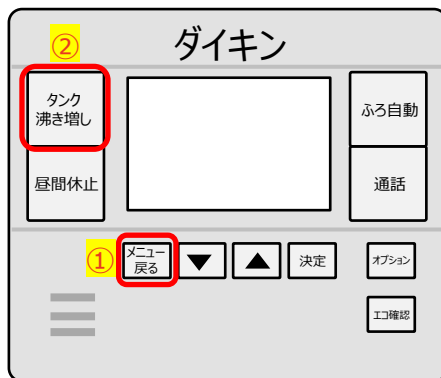 ② ダイキン
タンク
沸き増し
ふろ自動
昼間休止
通話
①
メニュー
戻る
▼
▲
決定
オプション
エコ確認